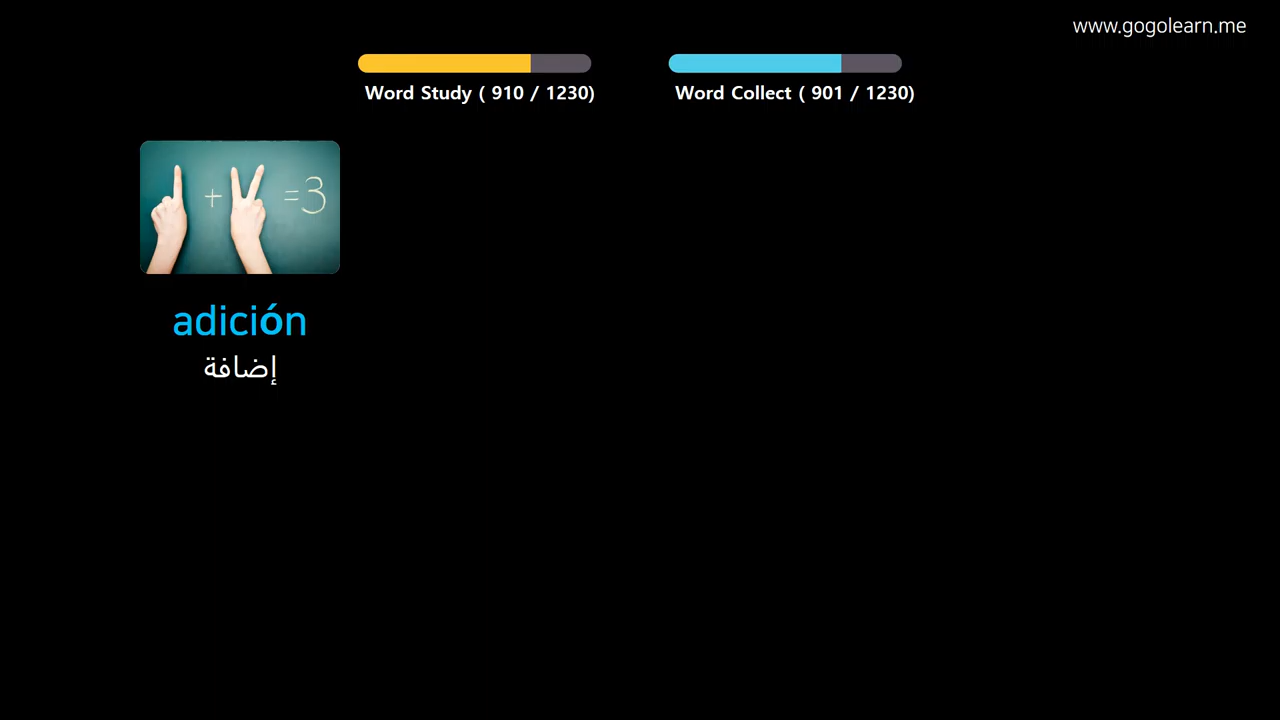 www.gogolearn.me
Word Study ( 910 / 1230)
Word Collect ( 901 / 1230)
+ =3
adición
إضافة